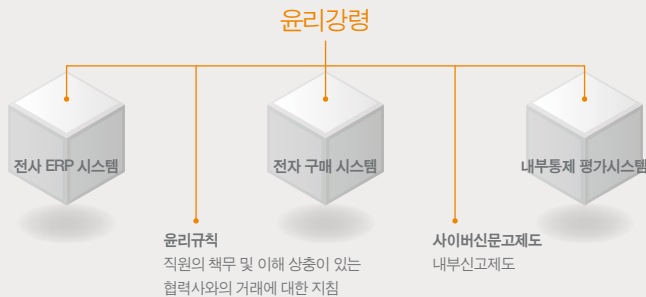 윤리강령
전사 ERP 시스템
전자 구매 시스템
내부통제 평가시스템
윤리규칙
직원의 책무 및 이해 상충이 있는
협력사와의 거래에 대한 지침
사이버신문고제도
내부신고제도